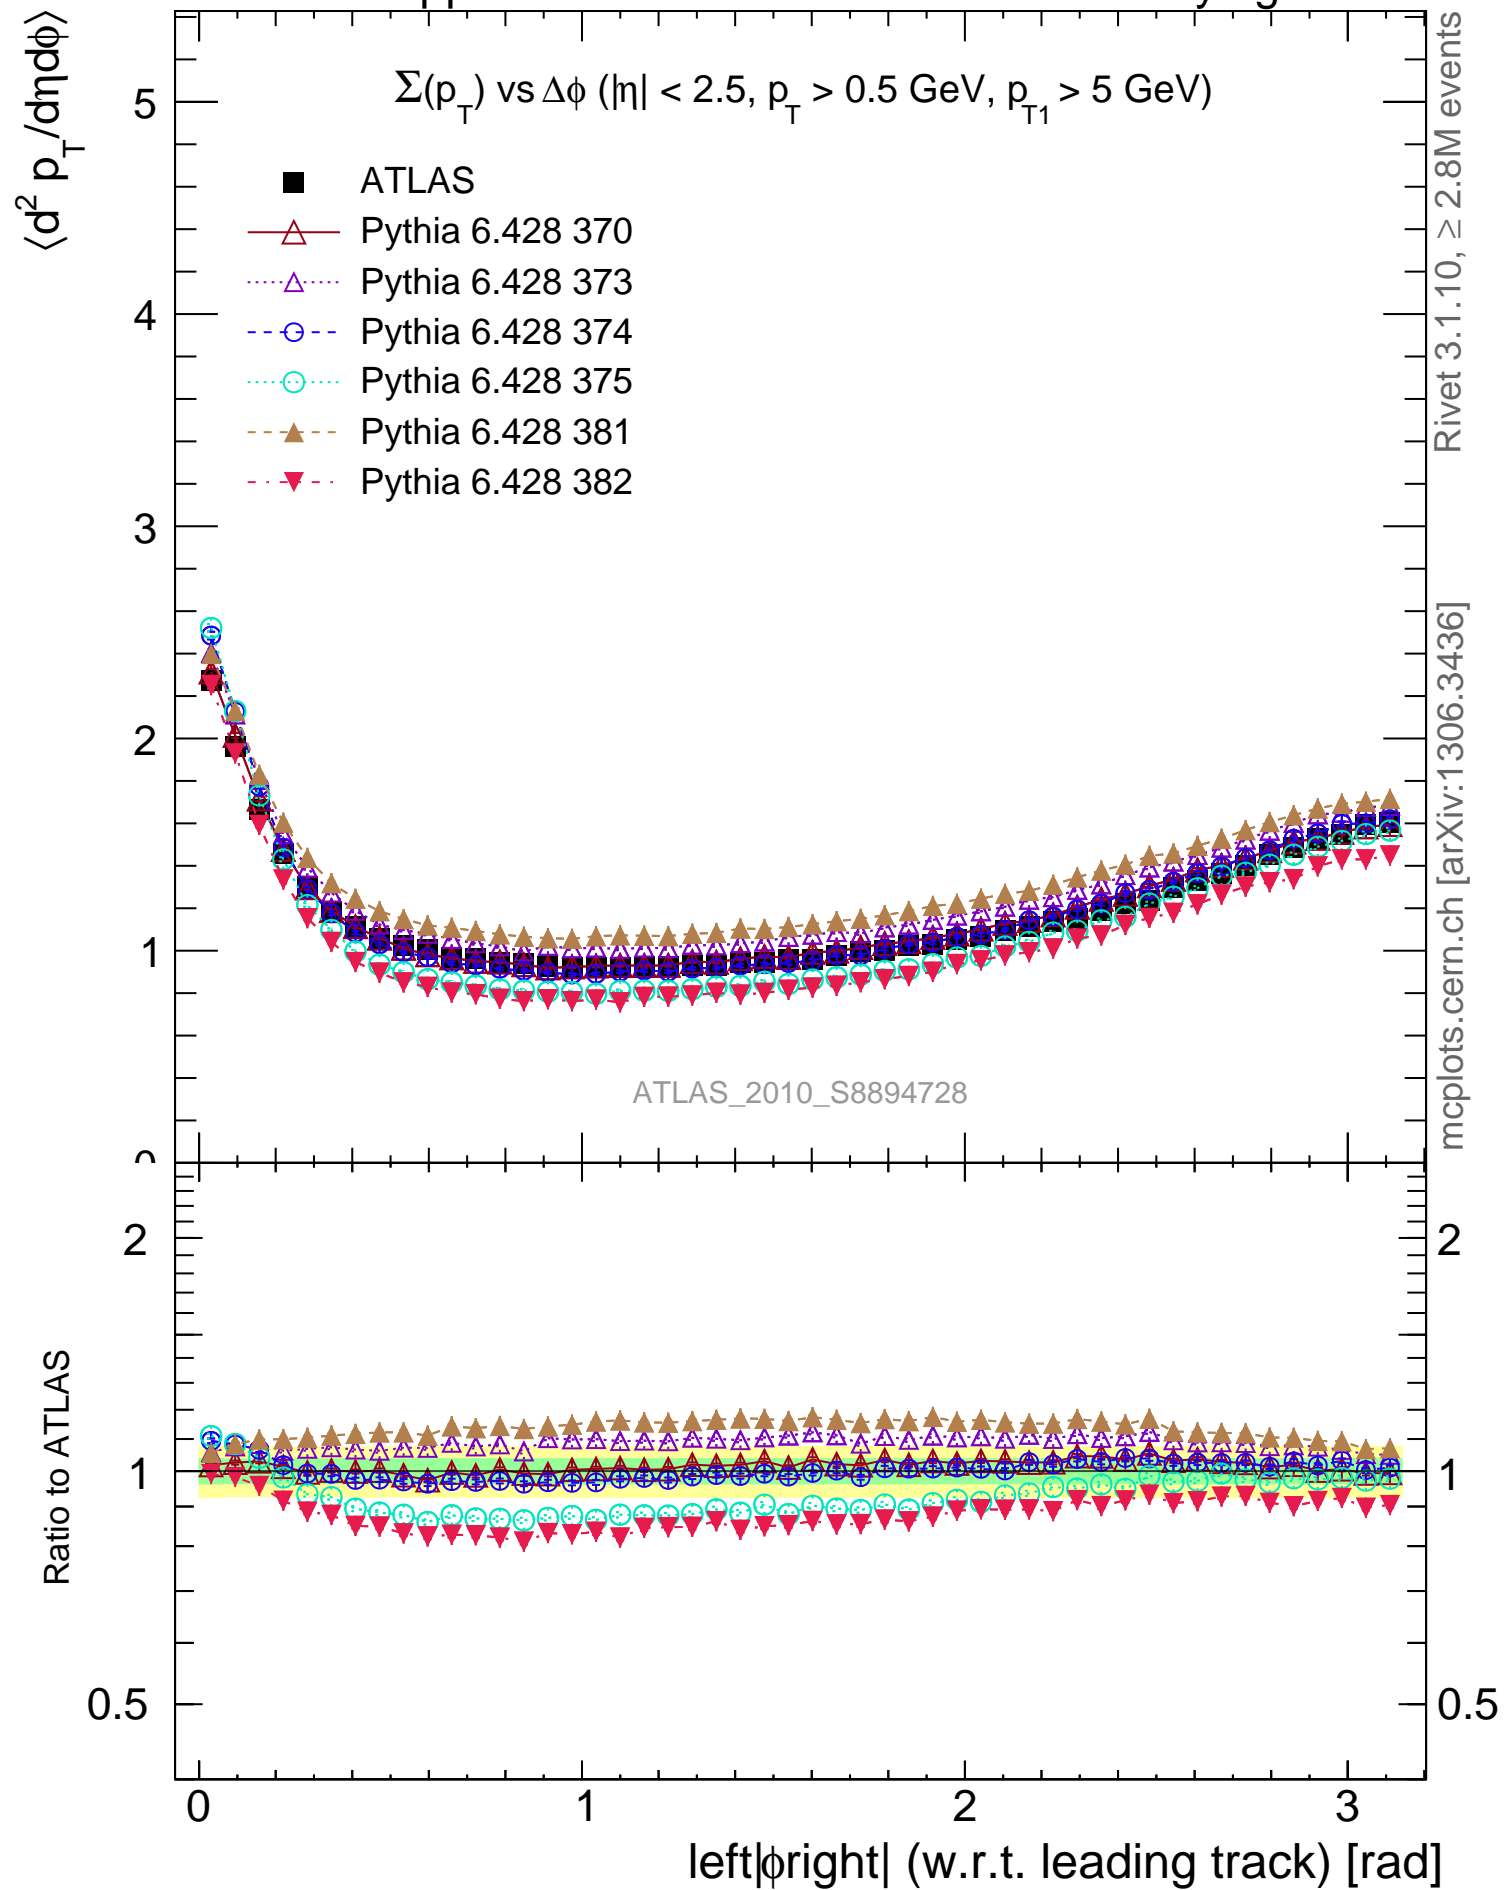 Σ(p_T) vs Δϕ (|η| < 2.5, p_T > 0.5 GeV, p_T1 > 5 GeV)
⟨d² p_T/dηdϕ⟩
ATLAS
Pythia 6.428 370
Pythia 6.428 373
Pythia 6.428 374
Pythia 6.428 375
Pythia 6.428 381
Pythia 6.428 382
5
4
3
2
1
ATLAS_2010_S8894728
Rivet 3.1.10, ≥ 2.8M events
mcplots.cern.ch [arXiv:1306.3436]
Ratio to ATLAS
2
1
0.5
2
1
0.5
0
1
2
3
left|ϕright| (w.r.t. leading track) [rad]